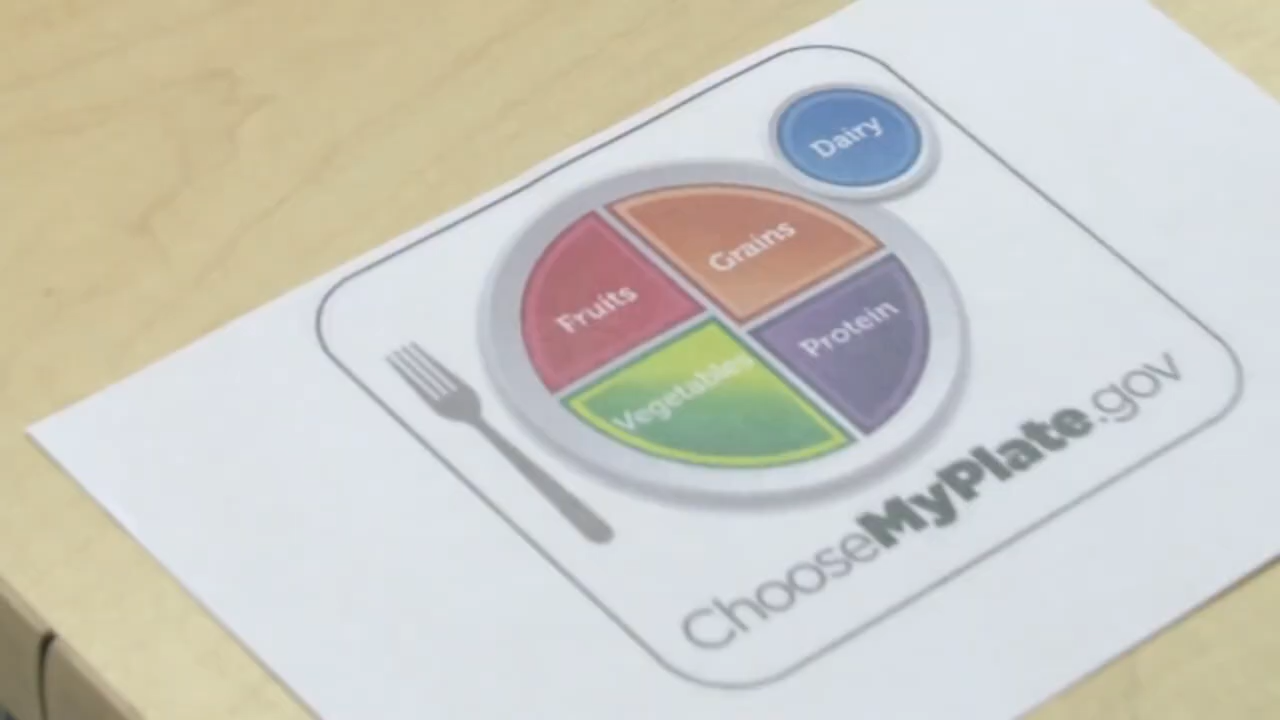 Dairy
Grains
Fruits
Protein
Vegetables
ChooseMyPlate.gov